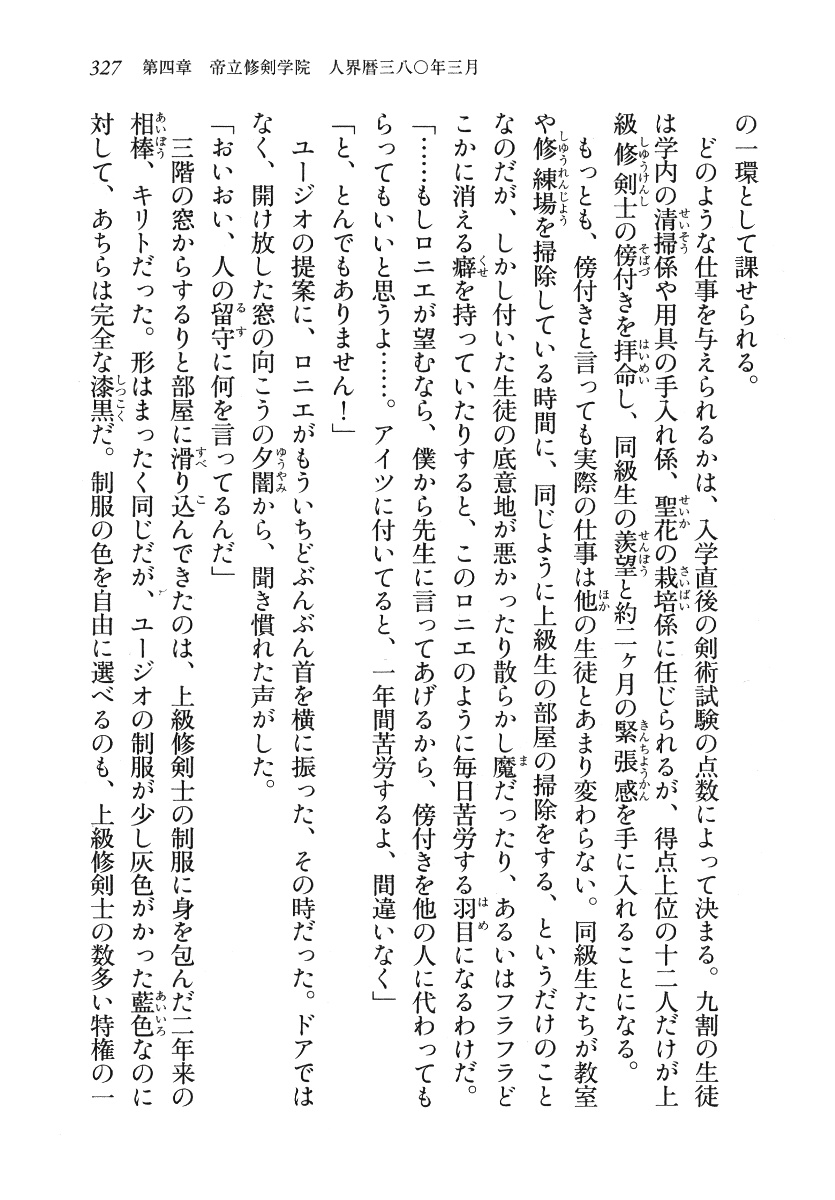 327 第四章 帝立修剣学院 人界暦三八〇年三月
の一環として課せられる。
どのような仕事を与えられるかは、入学直後の剣術試験の点数によって決まる。九割の生徒
は学内の清掃係や用具の手入れ係、聖花の栽培係に任じられるが、得点上位の十二人だけが上
級修剣士の傍付きを拝命し、同級生の羨望と約二ヶ月の緊張感を手に入れることになる。
もっとも、傍付きと言っても実際の仕事は他の生徒とあまり変わらない。同級生たちが教室
や修練場を掃除している時間に、同じように上級生の部屋の掃除をする、というだけのこと
なのだが、しかし付いた生徒の底意地が悪かったり散らかし魔だったり、あるいはフラフラど
こかに消える癖を持っていたりすると、このロニエのように毎日苦労する羽目になるわけだ。
「……もしロニエが望むなら、僕から先生に言ってあげるから、傍付きを他の人に代わっても
らってもいいと思うよ……。アイツに付いてると、一年間苦労するよ、間違いなく」
「と、とんでもありません！」
ユージオの提案に、ロニエがもういちどぶんぶん首を横に振った、その時だった。ドアでは
なく、開け放した窓の向こうの夕闇から、聞き慣れた声がした。
「おいおい、人の留守に何を言ってるんだ」
三階の窓からするりと部屋に滑り込んできたのは、上級修剣士の制服に身を包んだ二年来の
相棒、キリトだった。形はまったく同じだが、ユージオの制服が少し灰色がかった藍色なのに
対して、あちらは完全な漆黒だ。制服の色を自由に選べるのも、上級修剣士の数多い特権の一